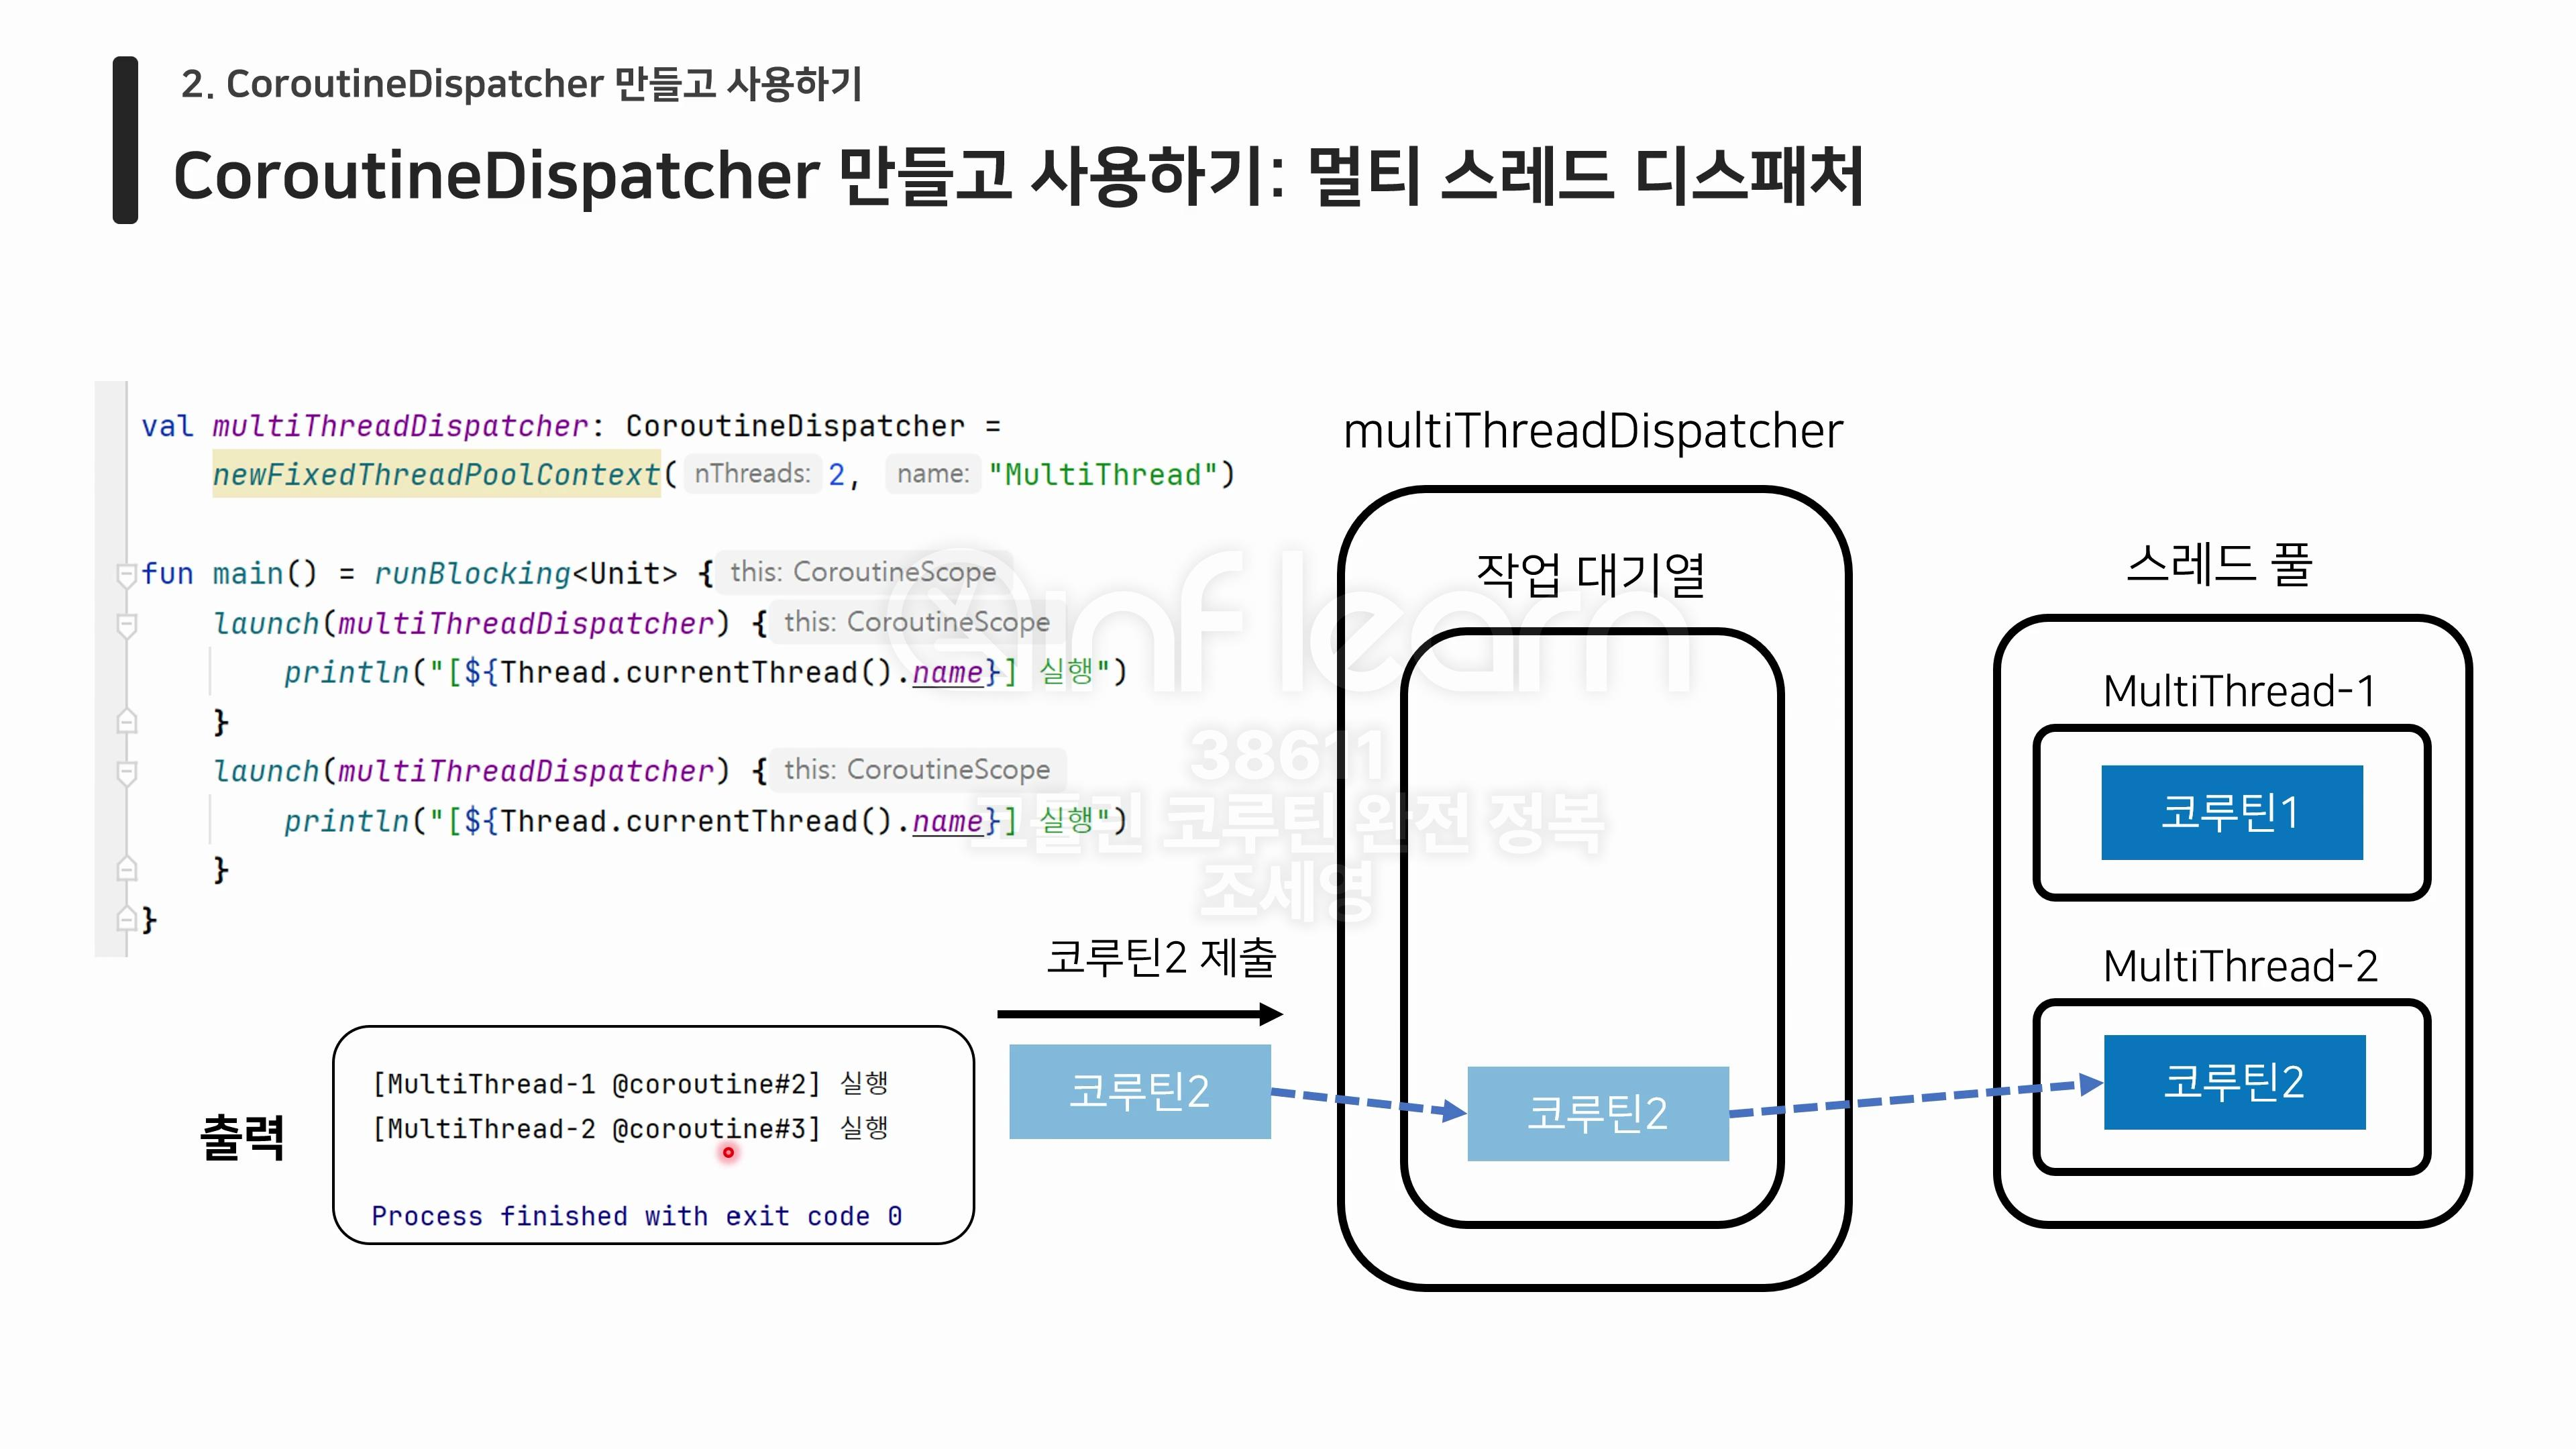 2. CoroutineDispatcher 만들고 사용하기
CoroutineDispatcher 만들고 사용하기: 멀티 스레드 디스패처
val multiThreadDispatcher: CoroutineDispatcher =
newFixedThreadPoolContext( nThreads: 2, name: "MultiThread")
fun main() = runBlocking<Unit> { this: CoroutineScope
launch(multiThreadDispatcher) { this: CoroutineScope
println("[${Thread.currentThread().name}] 실행")
}
launch(multiThreadDispatcher) { this: CoroutineScope
println("[${Thread.currentThread().name}] 실행")
}
}
출력
[MultiThread-1 @coroutine#2] 실행
[MultiThread-2 @coroutine#3] 실행
Process finished with exit code 0
코루틴2 제출
코루틴2
multiThreadDispatcher
작업 대기열
코루틴2
스레드 풀
MultiThread-1
코루틴1
MultiThread-2
코루틴2
inflearn
38611
코틀린 코루틴 완전 정복
조세영